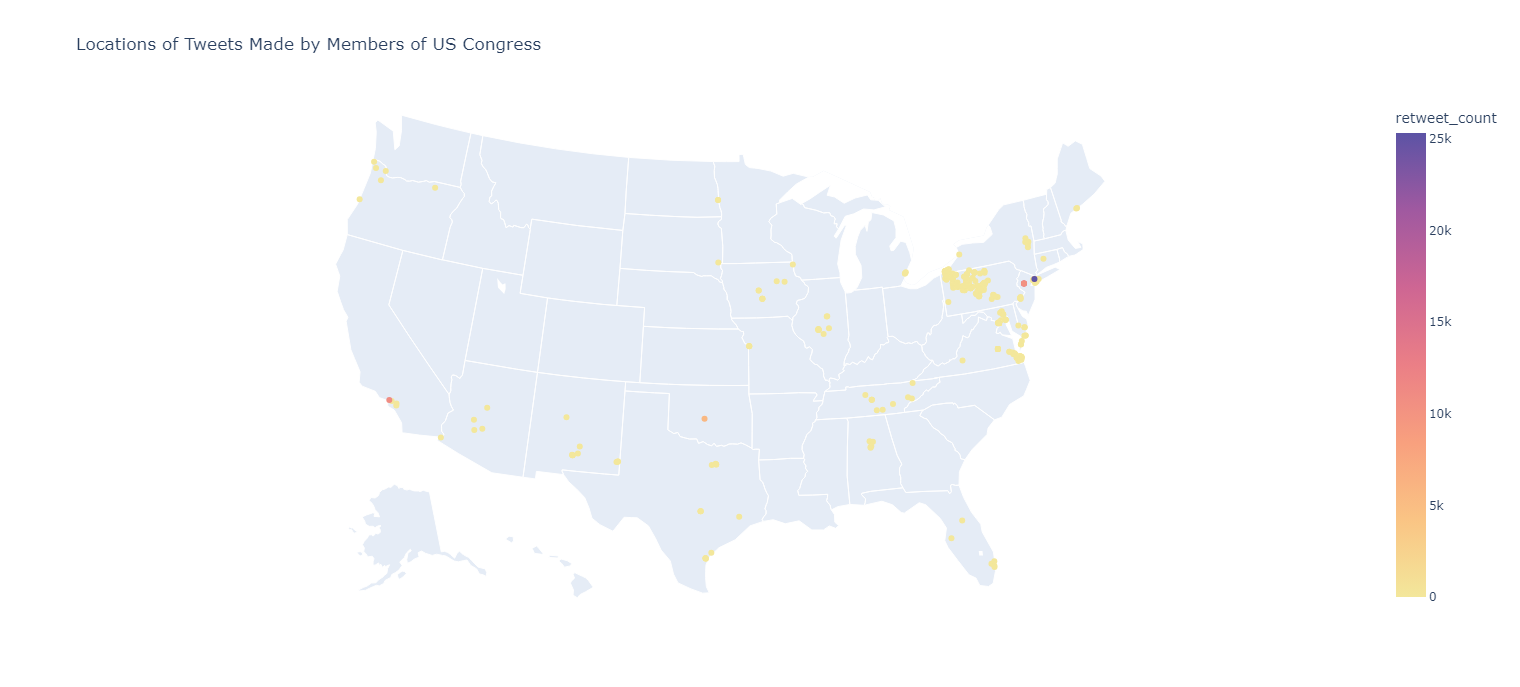 Locations of Tweets Made by Members of US Congress
retweet_count
25k
20k
15k
10k
5k
0